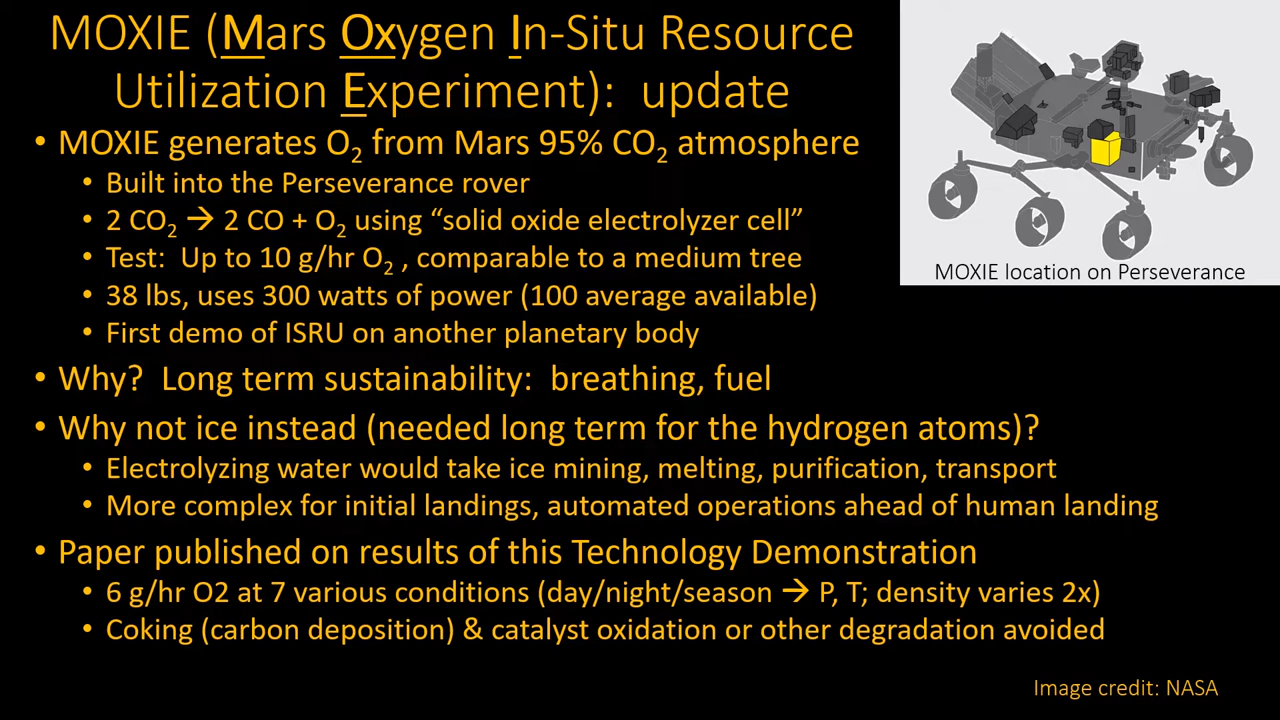 MOXIE (Mars Oxygen In-Situ Resource
Utilization Experiment):  update
• MOXIE generates O2 from Mars 95% CO2 atmosphere
• Built into the Perseverance rover
• 2 CO2 → 2 CO + O2 using “solid oxide electrolyzer cell”
• Test:  Up to 10 g/hr O2 , comparable to a medium tree
• 38 lbs, uses 300 watts of power (100 average available)
• First demo of ISRU on another planetary body
• Why?  Long term sustainability:  breathing, fuel
• Why not ice instead (needed long term for the hydrogen atoms)?
• Electrolyzing water would take ice mining, melting, purification, transport
• More complex for initial landings, automated operations ahead of human landing
• Paper published on results of this Technology Demonstration
• 6 g/hr O2 at 7 various conditions (day/night/season → P, T; density varies 2x)
• Coking (carbon deposition) & catalyst oxidation or other degradation avoided
MOXIE location on Perseverance
Image credit: NASA